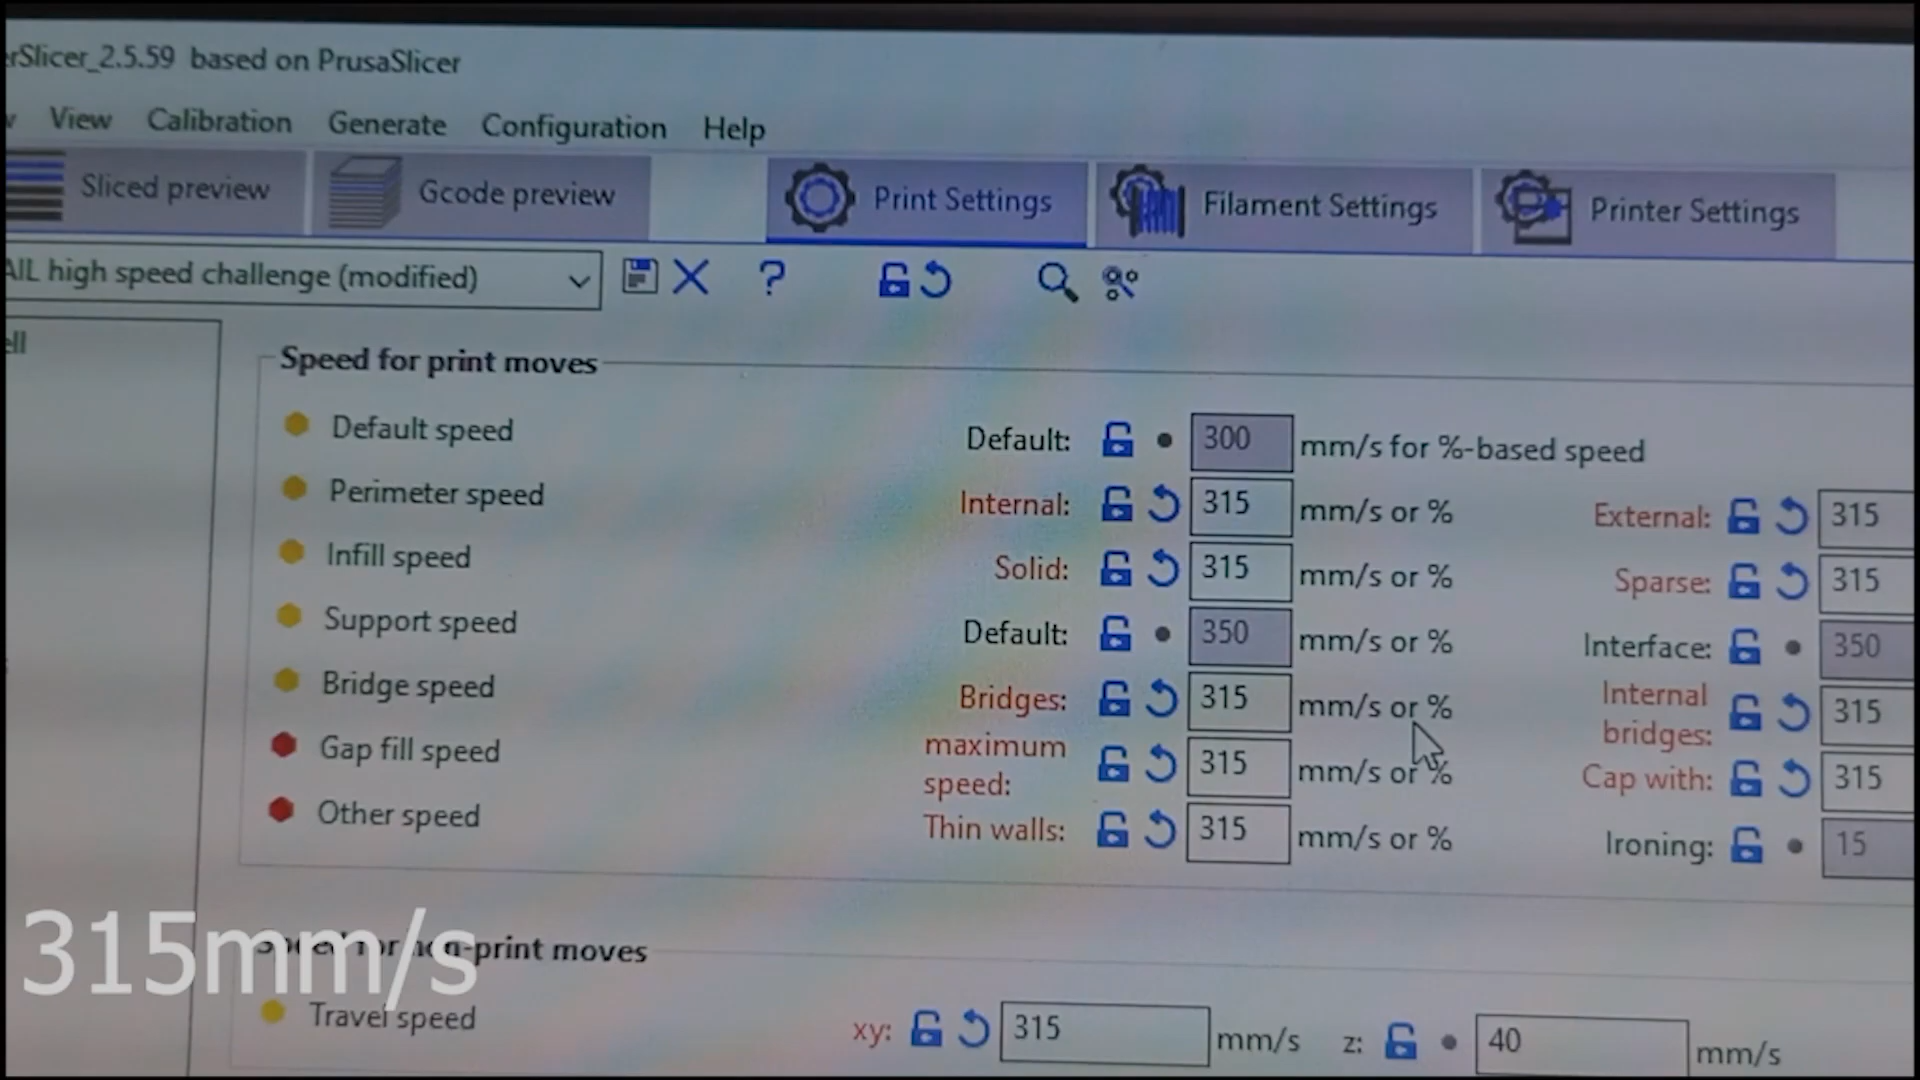 rSlicer_2.5.59 based on PrusaSlicer
View Calibration Generate Configuration Help
Sliced preview Gcode preview Print Settings Filament Settings Printer Settings
AIL high speed challenge (modified) ?
ell
Speed for print moves
Default speed Default: 300 mm/s for %-based speed
Perimeter speed Internal: 315 mm/s or % External: 315
Infill speed Solid: 315 mm/s or % Sparse: 315
Support speed Default: 350 mm/s or % Interface: 350
Bridge speed Bridges: 315 mm/s or % Internal bridges: 315
Gap fill speed maximum speed: 315 mm/s or % Cap with: 315
Other speed Thin walls: 315 mm/s or % Ironing: 15
315mm/s
Speed for non-print moves
Travel speed xy: 315 mm/s z: 40 mm/s